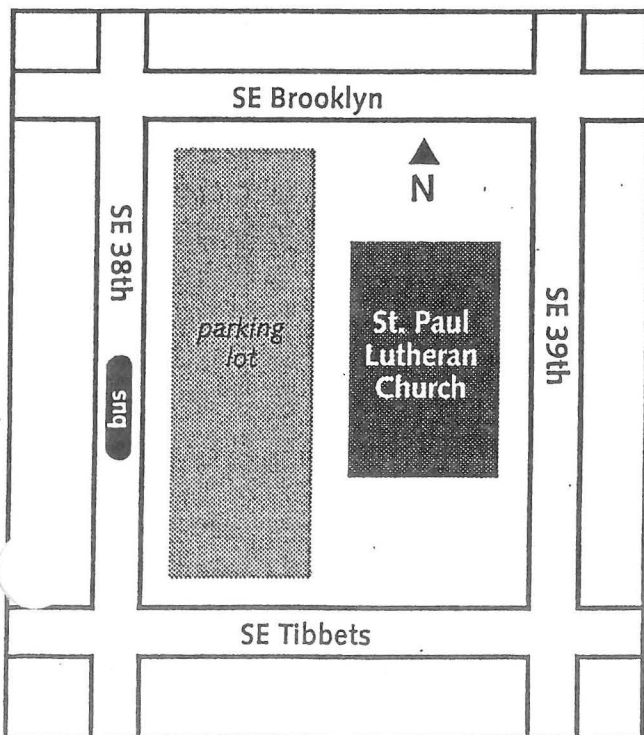 SE Brooklyn
N
SE 38th
parking
lot
St. Paul
Lutheran
Church
SE 39th
bus
SE Tibbets